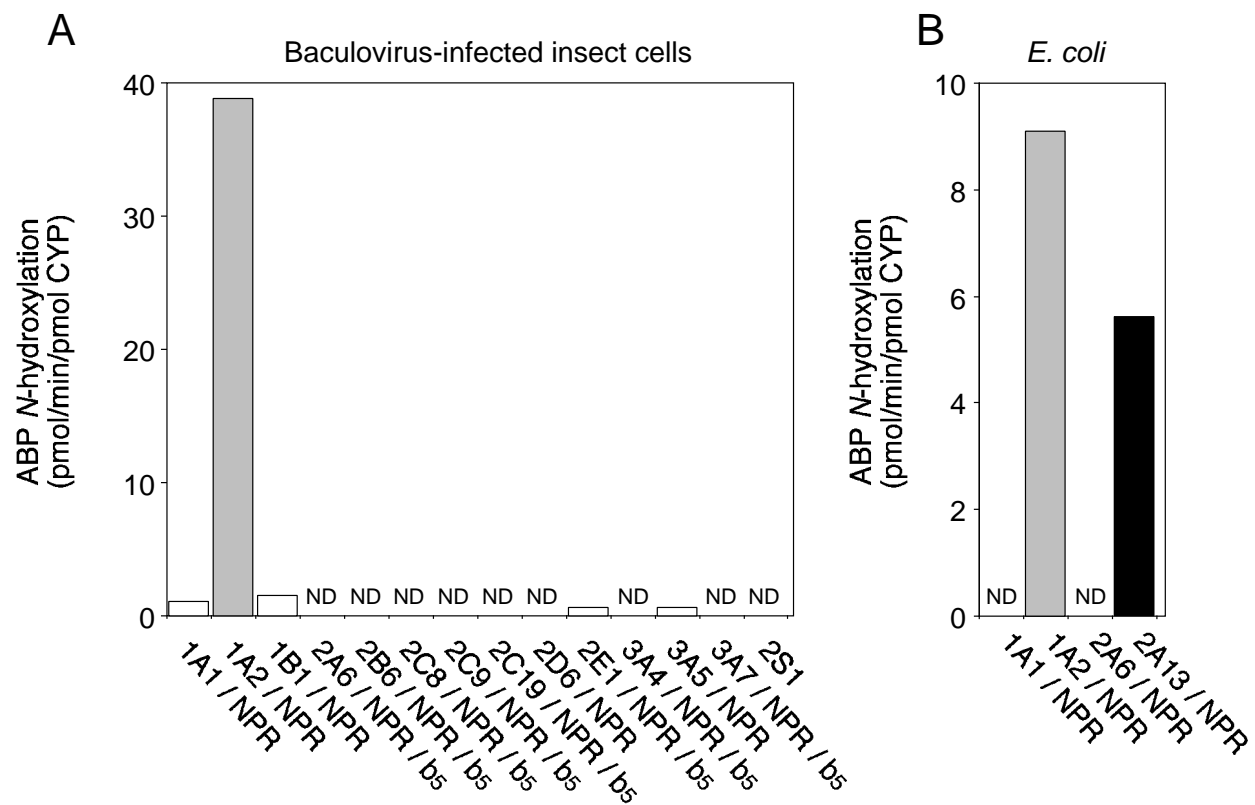 A
Baculovirus-infected insect cells
ABP N-hydroxylation
(pmol/min/pmol CYP)
40
30
20
10
0
ND
ND
ND
ND
ND
ND
ND
ND
ND
1A1 / NPR
1A2 / NPR
1B1 / NPR
2A6 / NPR / b5
2B6 / NPR / b5
2C8 / NPR / b5
2C9 / NPR / b5
2C19 / NPR / b5
2D6 / NPR
2E1 / NPR / b5
3A4 / NPR / b5
3A5 / NPR
3A7 / NPR / b5
2S1
B
E. coli
ABP N-hydroxylation
(pmol/min/pmol CYP)
10
8
6
4
2
0
ND
ND
1A1 / NPR
1A2 / NPR
2A6 / NPR
2A13 / NPR